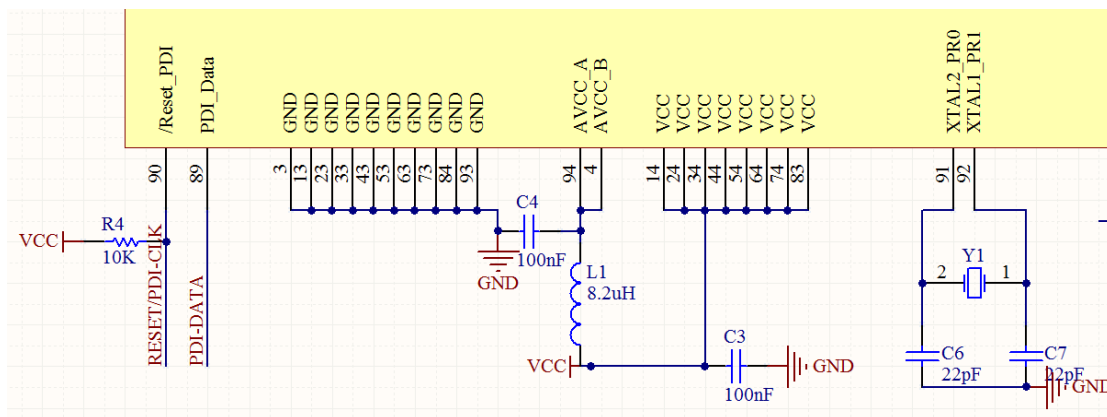 /Reset_PDI
PDI_Data
GND
GND
GND
GND
GND
GND
GND
GND
GND
GND
AVCC_A
AVCC_B
VCC
VCC
VCC
VCC
VCC
VCC
VCC
VCC
XTAL2_PR0
XTAL1_PR1
90
89
3
13
23
33
43
53
63
73
84
93
94
4
14
24
34
44
54
64
74
83
91
92
R4
VCC
10K
RESET/PDI-CLK
PDI-DATA
C4
100nF
GND
L1
8.2uH
VCC
C3
100nF
GND
Y1
2
1
C6
22pF
C7
22pF
GND